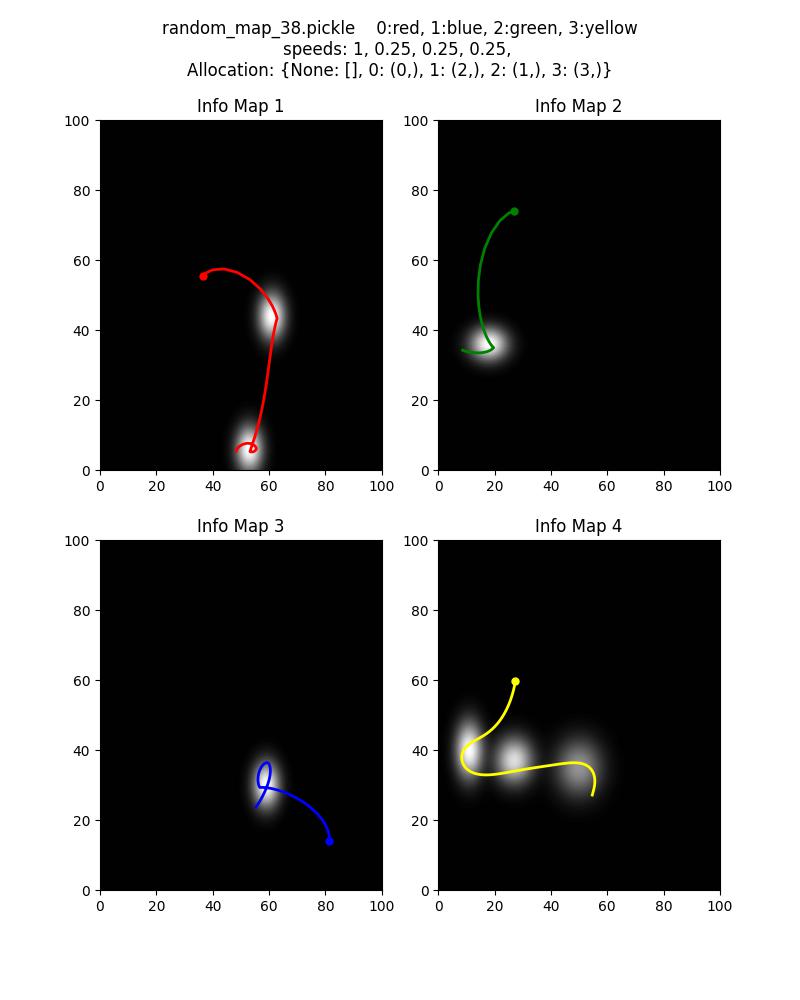 random_map_38.pickle    0:red, 1:blue, 2:green, 3:yellow
speeds: 1, 0.25, 0.25, 0.25,
Allocation: {None: [], 0: (0,), 1: (2,), 2: (1,), 3: (3,)}
Info Map 1
100
80
60
40
20
0
0 20 40 60 80 100
Info Map 2
100
80
60
40
20
0
0 20 40 60 80 100
Info Map 3
100
80
60
40
20
0
0 20 40 60 80 100
Info Map 4
100
80
60
40
20
0
0 20 40 60 80 100